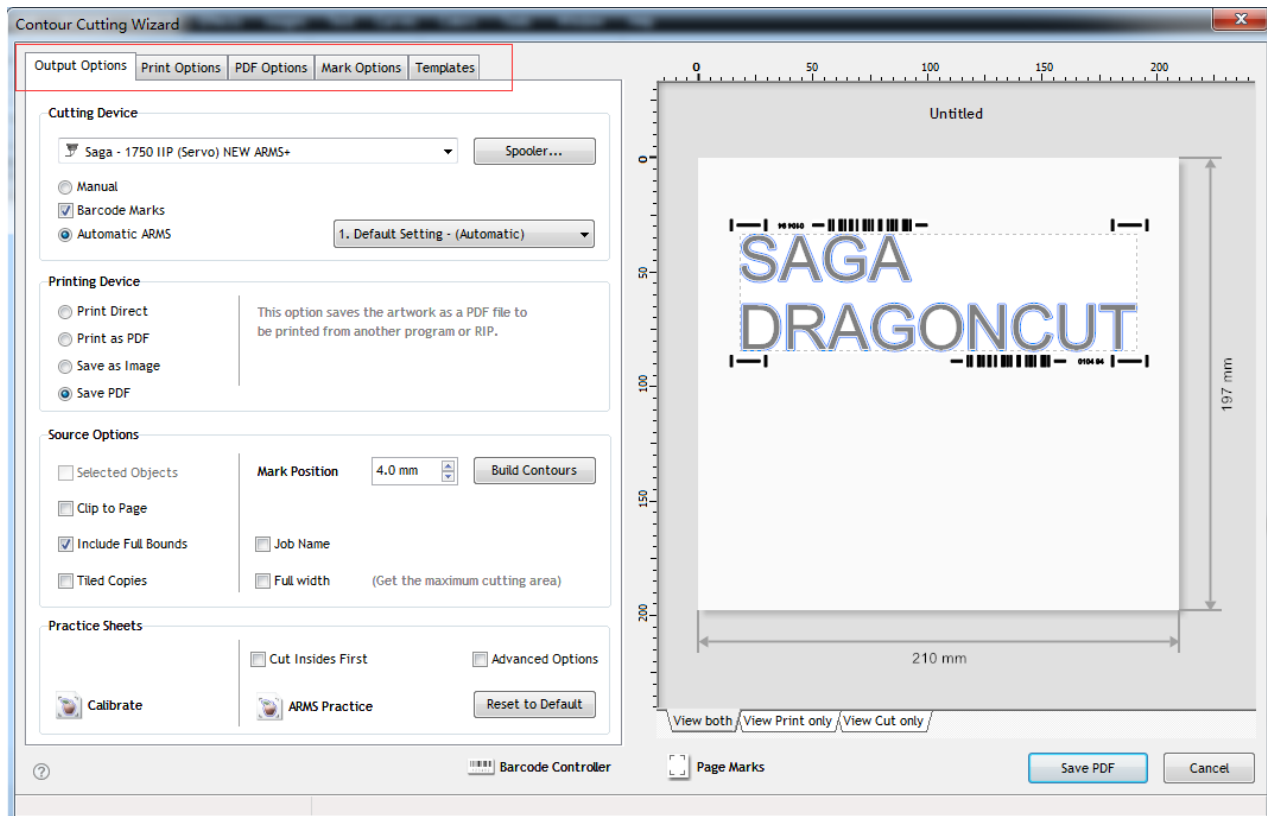 Contour Cutting Wizard
Output Options
Print Options
PDF Options
Mark Options
Templates
Cutting Device
Saga - 1750 IIP (Servo) NEW ARMS+
Spooler...
Manual
Barcode Marks
Automatic ARMS
1. Default Setting - (Automatic)
Printing Device
Print Direct
This option saves the artwork as a PDF file to
be printed from another program or RIP.
Print as PDF
Save as Image
Save PDF
Source Options
Selected Objects
Mark Position
4.0 mm
Build Contours
Clip to Page
Include Full Bounds
Job Name
Tiled Copies
Full width
(Get the maximum cutting area)
Practice Sheets
Cut Insides First
Advanced Options
Calibrate
ARMS Practice
Reset to Default
Barcode Controller
0 50 100 150 200
Untitled
0
50
100
150
200
SAGA
DRAGONCUT
0104 04
197 mm
210 mm
View both
View Print only
View Cut only
Page Marks
Save PDF
Cancel